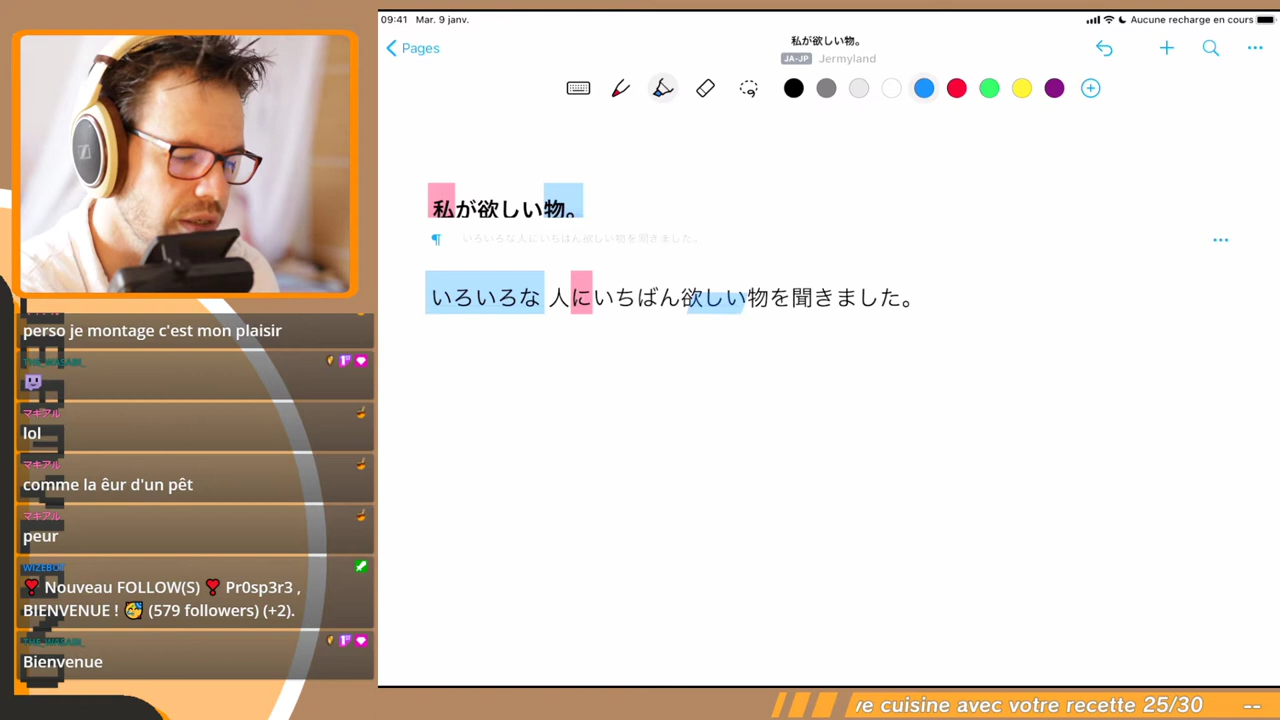 09:41 Mar. 9 janv.
Aucune recharge en cours
Pages
私が欲しい物。
JA-JP Jermyland
私が欲しい物。
いろいろな人にいちばん欲しい物を聞きました。
いろいろな 人にいちばん欲しい物を聞きました。
perso je montage c'est mon plaisir
THE_WASABI_
マキアル
lol
マキアル
comme la êur d'un pêt
マキアル
peur
WIZEBOT
Nouveau FOLLOW(S) Pr0sp3r3 ,
BIENVENUE ! (579 followers) (+2).
THE_WASABI_
Bienvenue
re cuisine avec votre recette 25/30 --